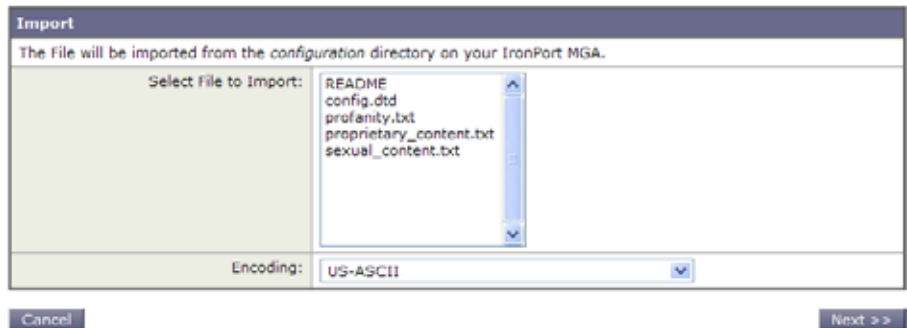 Import
The File will be imported from the configuration directory on your IronPort MGA.
Select File to Import:
README
config.dtd
profanity.txt
proprietary_content.txt
sexual_content.txt
Encoding:
US-ASCII
Cancel
Next >>